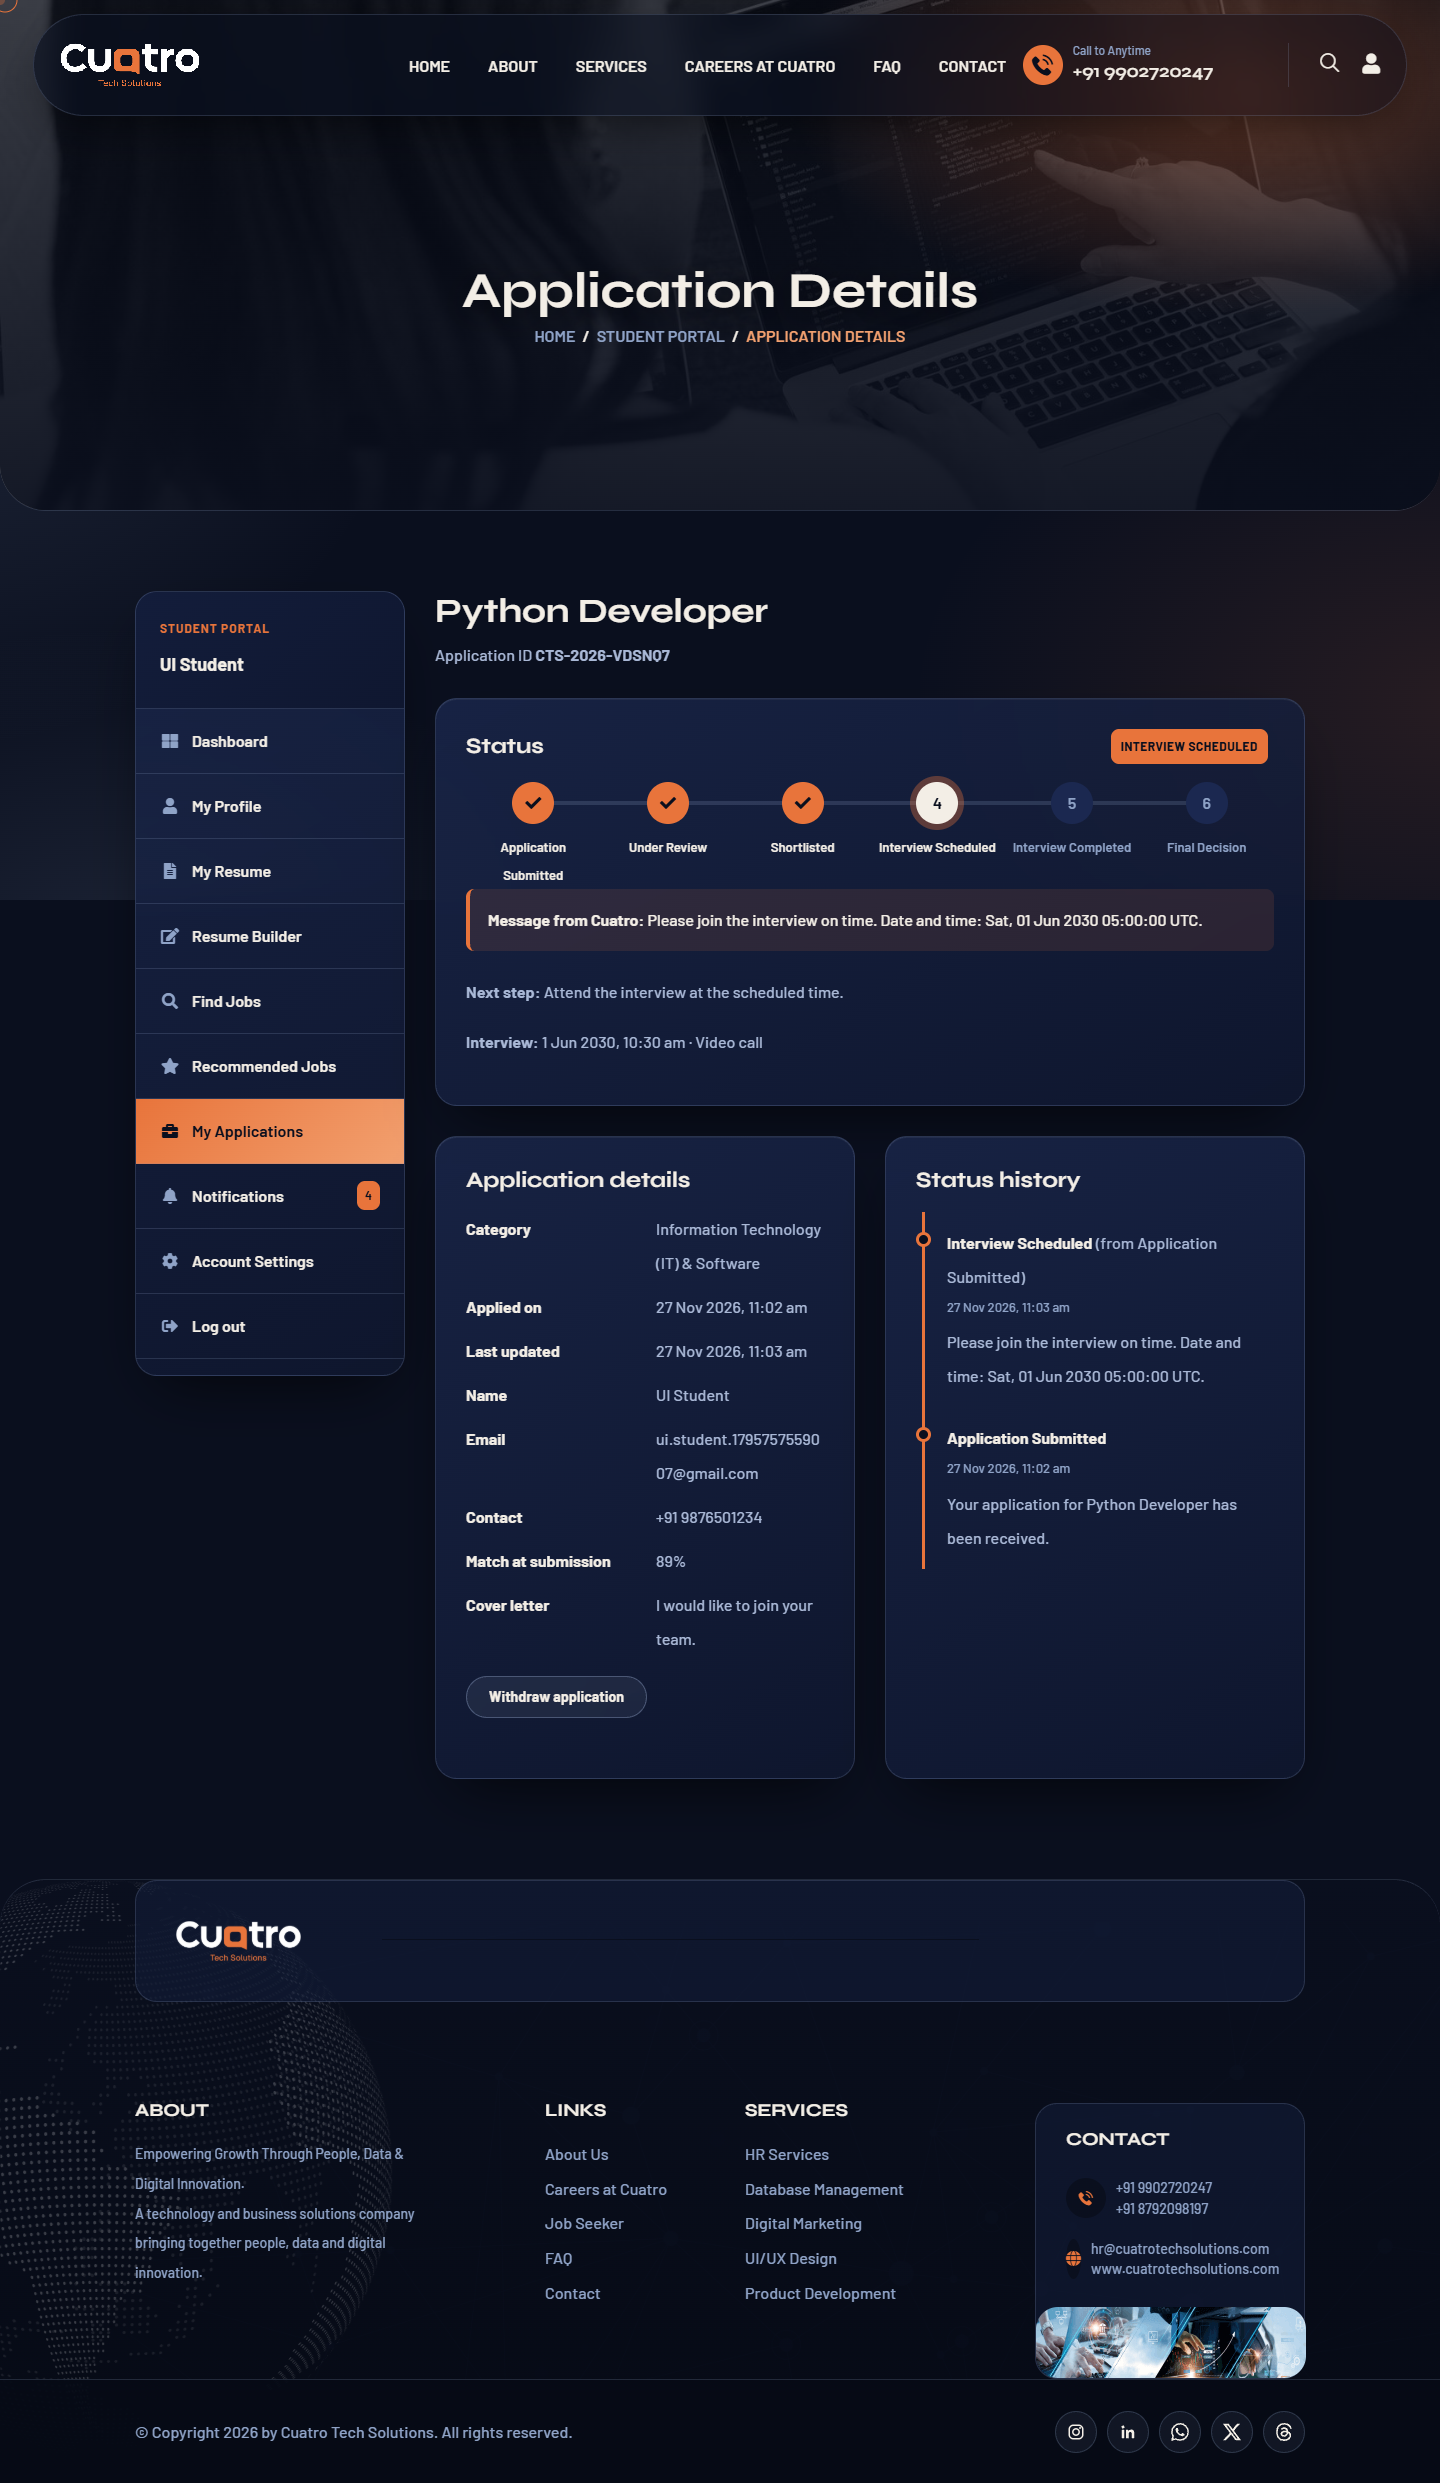 Cuatro
Tech Solutions
HOME
ABOUT
SERVICES
CAREERS AT CUATRO
FAQ
CONTACT
Call to Anytime
+91 9902720247
Application Details
HOME / STUDENT PORTAL / APPLICATION DETAILS
STUDENT PORTAL
UI Student
Dashboard
My Profile
My Resume
Resume Builder
Find Jobs
Recommended Jobs
My Applications
Notifications 4
Account Settings
Log out
Python Developer
Application ID CTS-2026-VDSNQ7
Status
INTERVIEW SCHEDULED
4
5
6
Application
Submitted
Under Review
Shortlisted
Interview Scheduled
Interview Completed
Final Decision
Message from Cuatro: Please join the interview on time. Date and time: Sat, 01 Jun 2030 05:00:00 UTC.
Next step: Attend the interview at the scheduled time.
Interview: 1 Jun 2030, 10:30 am · Video call
Application details
Category
Information Technology
(IT) & Software
Applied on
27 Nov 2026, 11:02 am
Last updated
27 Nov 2026, 11:03 am
Name
UI Student
Email
ui.student.17957575590
07@gmail.com
Contact
+91 9876501234
Match at submission
89%
Cover letter
I would like to join your
team.
Withdraw application
Status history
Interview Scheduled (from Application
Submitted)
27 Nov 2026, 11:03 am
Please join the interview on time. Date and
time: Sat, 01 Jun 2030 05:00:00 UTC.
Application Submitted
27 Nov 2026, 11:02 am
Your application for Python Developer has
been received.
Cuatro
Tech Solutions
ABOUT
Empowering Growth Through People, Data &
Digital Innovation.
A technology and business solutions company
bringing together people, data and digital
innovation.
LINKS
About Us
Careers at Cuatro
Job Seeker
FAQ
Contact
SERVICES
HR Services
Database Management
Digital Marketing
UI/UX Design
Product Development
CONTACT
+91 9902720247
+91 8792098197
hr@cuatrotechsolutions.com
www.cuatrotechsolutions.com
© Copyright 2026 by Cuatro Tech Solutions. All rights reserved.